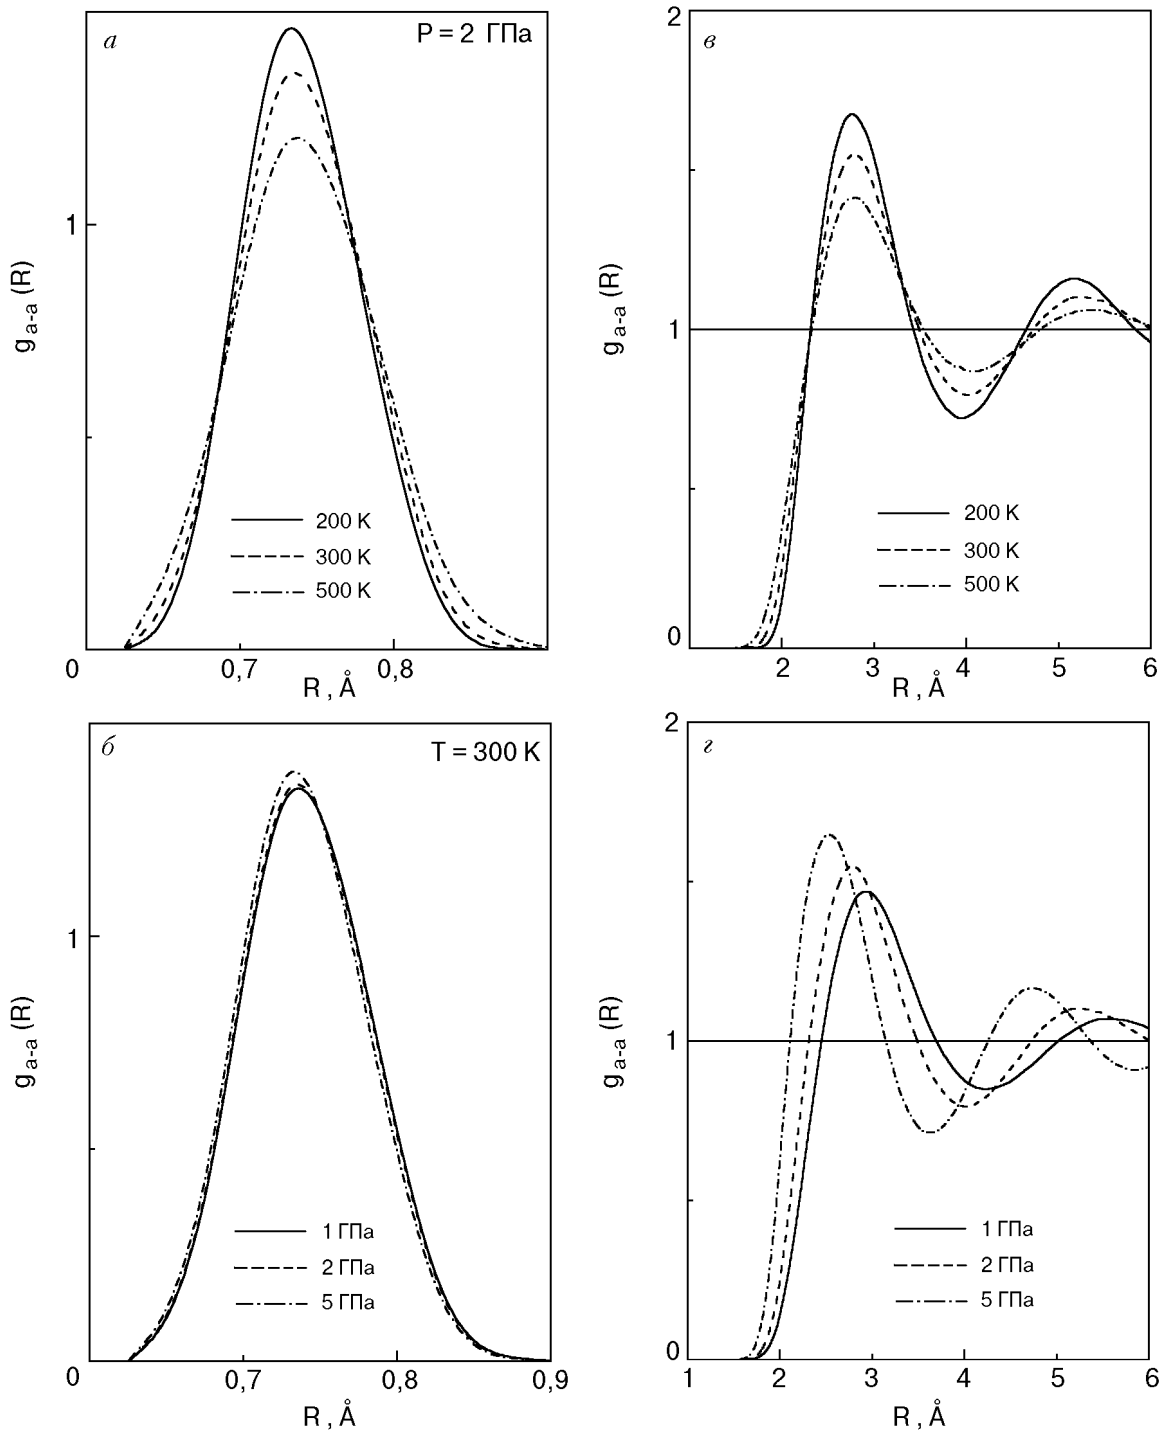 а
P = 2 ГПа
1
g a-a (R)
200 K
300 K
500 K
0
0,7
0,8
R , Å
в
2
1
g a-a (R)
200 K
300 K
500 K
0
2
3
4
5
6
R , Å
б
T = 300 K
1
g a-a (R)
1 ГПа
2 ГПа
5 ГПа
0
0,7
0,8
0,9
R , Å
г
2
1
g a-a (R)
1 ГПа
2 ГПа
5 ГПа
0
1
2
3
4
5
6
R , Å